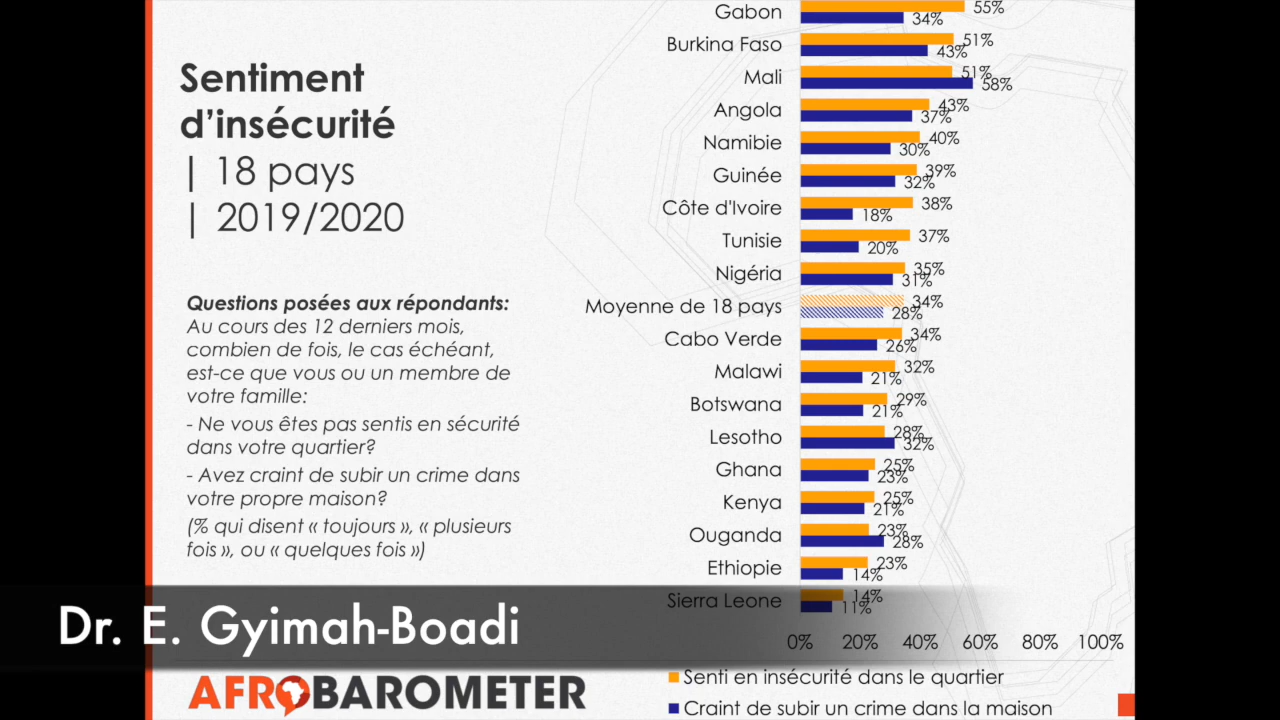 Sentiment
d'insécurité
| 18 pays
| 2019/2020
Questions posées aux répondants:
Au cours des 12 derniers mois,
combien de fois, le cas échéant,
est-ce que vous ou un membre de
votre famille:
- Ne vous êtes pas sentis en sécurité
dans votre quartier?
- Avez craint de subir un crime dans
votre propre maison?
(% qui disent « toujours », « plusieurs
fois », ou « quelques fois »)
Gabon 55% 34%
Burkina Faso 51% 43%
Mali 51% 58%
Angola 43% 37%
Namibie 40% 30%
Guinée 39% 32%
Côte d'Ivoire 38% 18%
Tunisie 37% 20%
Nigéria 35% 31%
Moyenne de 18 pays 34% 28%
Cabo Verde 34% 26%
Malawi 32% 21%
Botswana 29% 21%
Lesotho 28% 32%
Ghana 25% 23%
Kenya 25% 21%
Ouganda 23% 28%
Ethiopie 23% 14%
Sierra Leone 14% 11%
0% 20% 40% 60% 80% 100%
Senti en insécurité dans le quartier
Craint de subir un crime dans la maison
Dr. E. Gyimah-Boadi
AFROBAROMETER